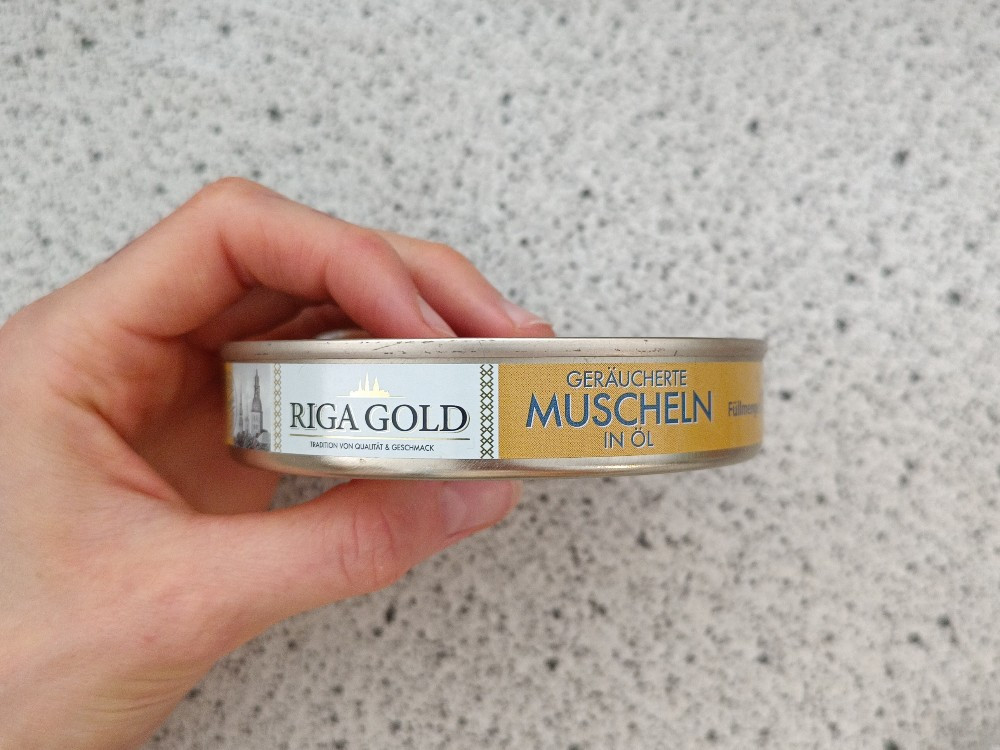 RIGA GOLD
TRADITION VON QUALITÄT & GESCHMACK
GERÄUCHERTE
MUSCHELN
IN ÖL